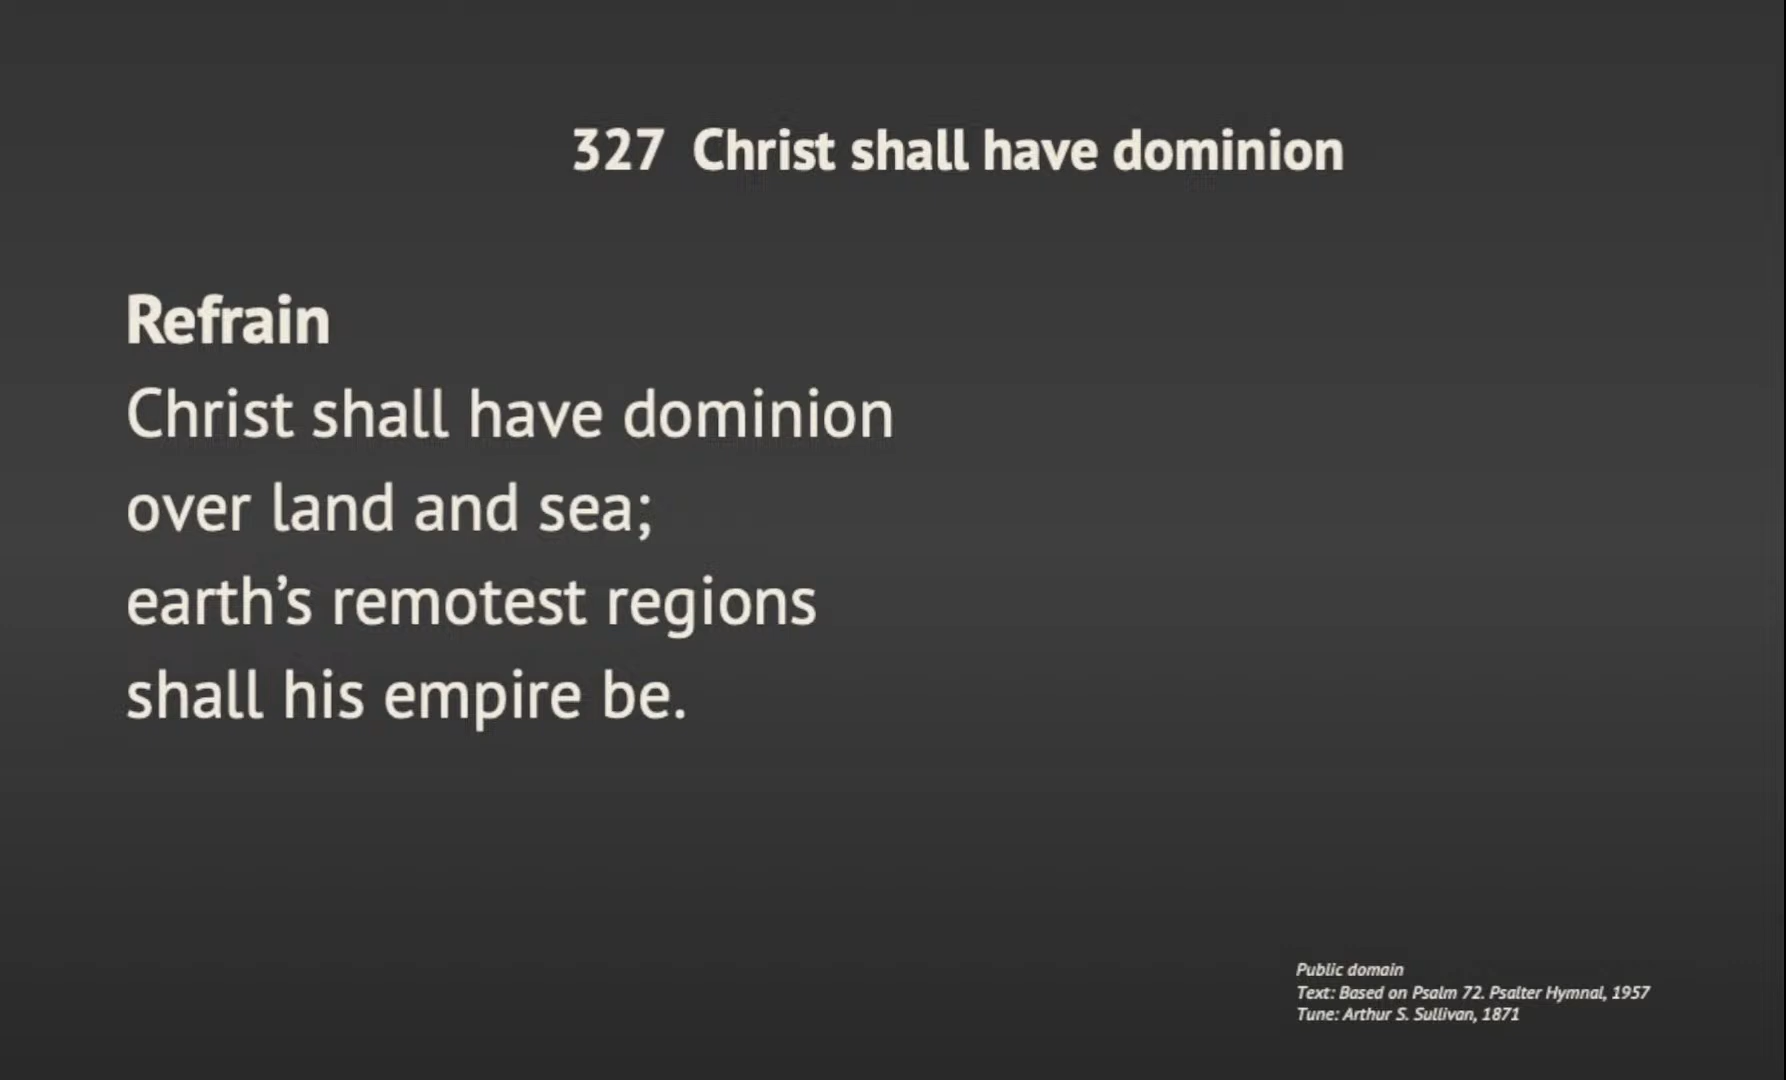 327 Christ shall have dominion
Refrain
Christ shall have dominion
over land and sea;
earth’s remotest regions
shall his empire be.
Public domain
Text: Based on Psalm 72. Psalter Hymnal, 1957
Tune: Arthur S. Sullivan, 1871